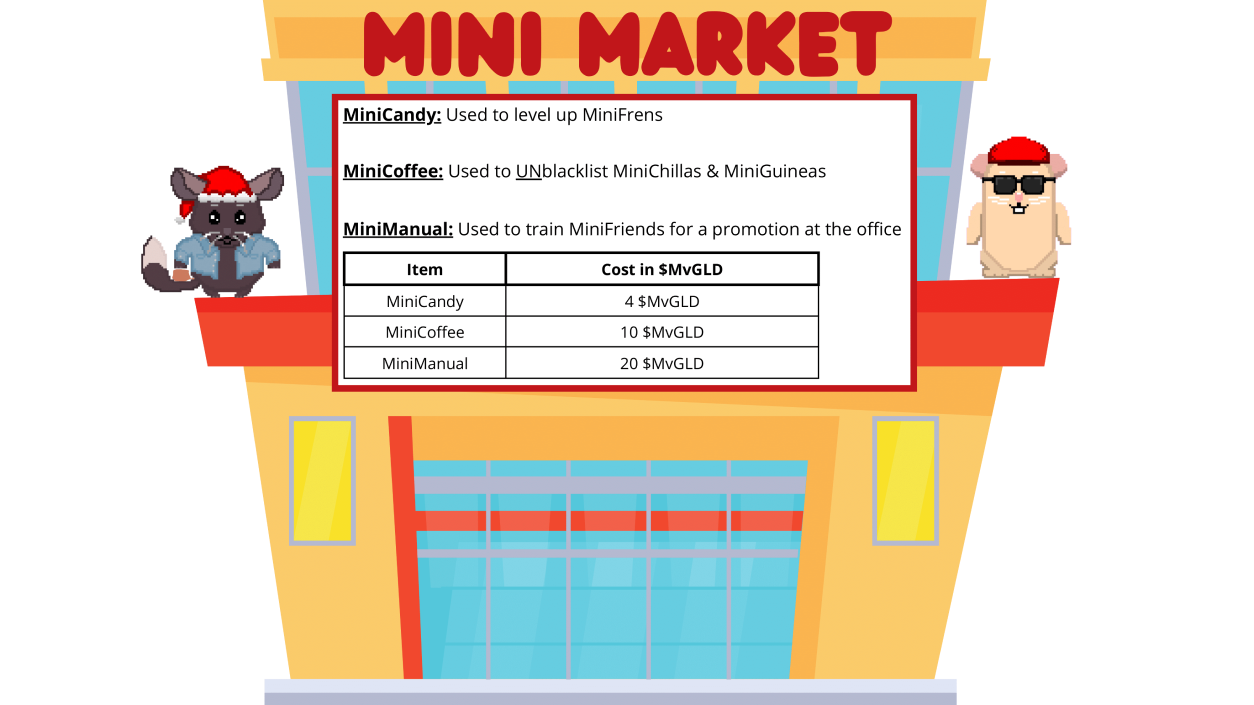 MINI MARKET
MiniCandy: Used to level up MiniFrens
MiniCoffee: Used to UNblacklist MiniChillas & MiniGuineas
MiniManual: Used to train MiniFriends for a promotion at the office
Item Cost in $MvGLD
MiniCandy 4 $MvGLD
MiniCoffee 10 $MvGLD
MiniManual 20 $MvGLD